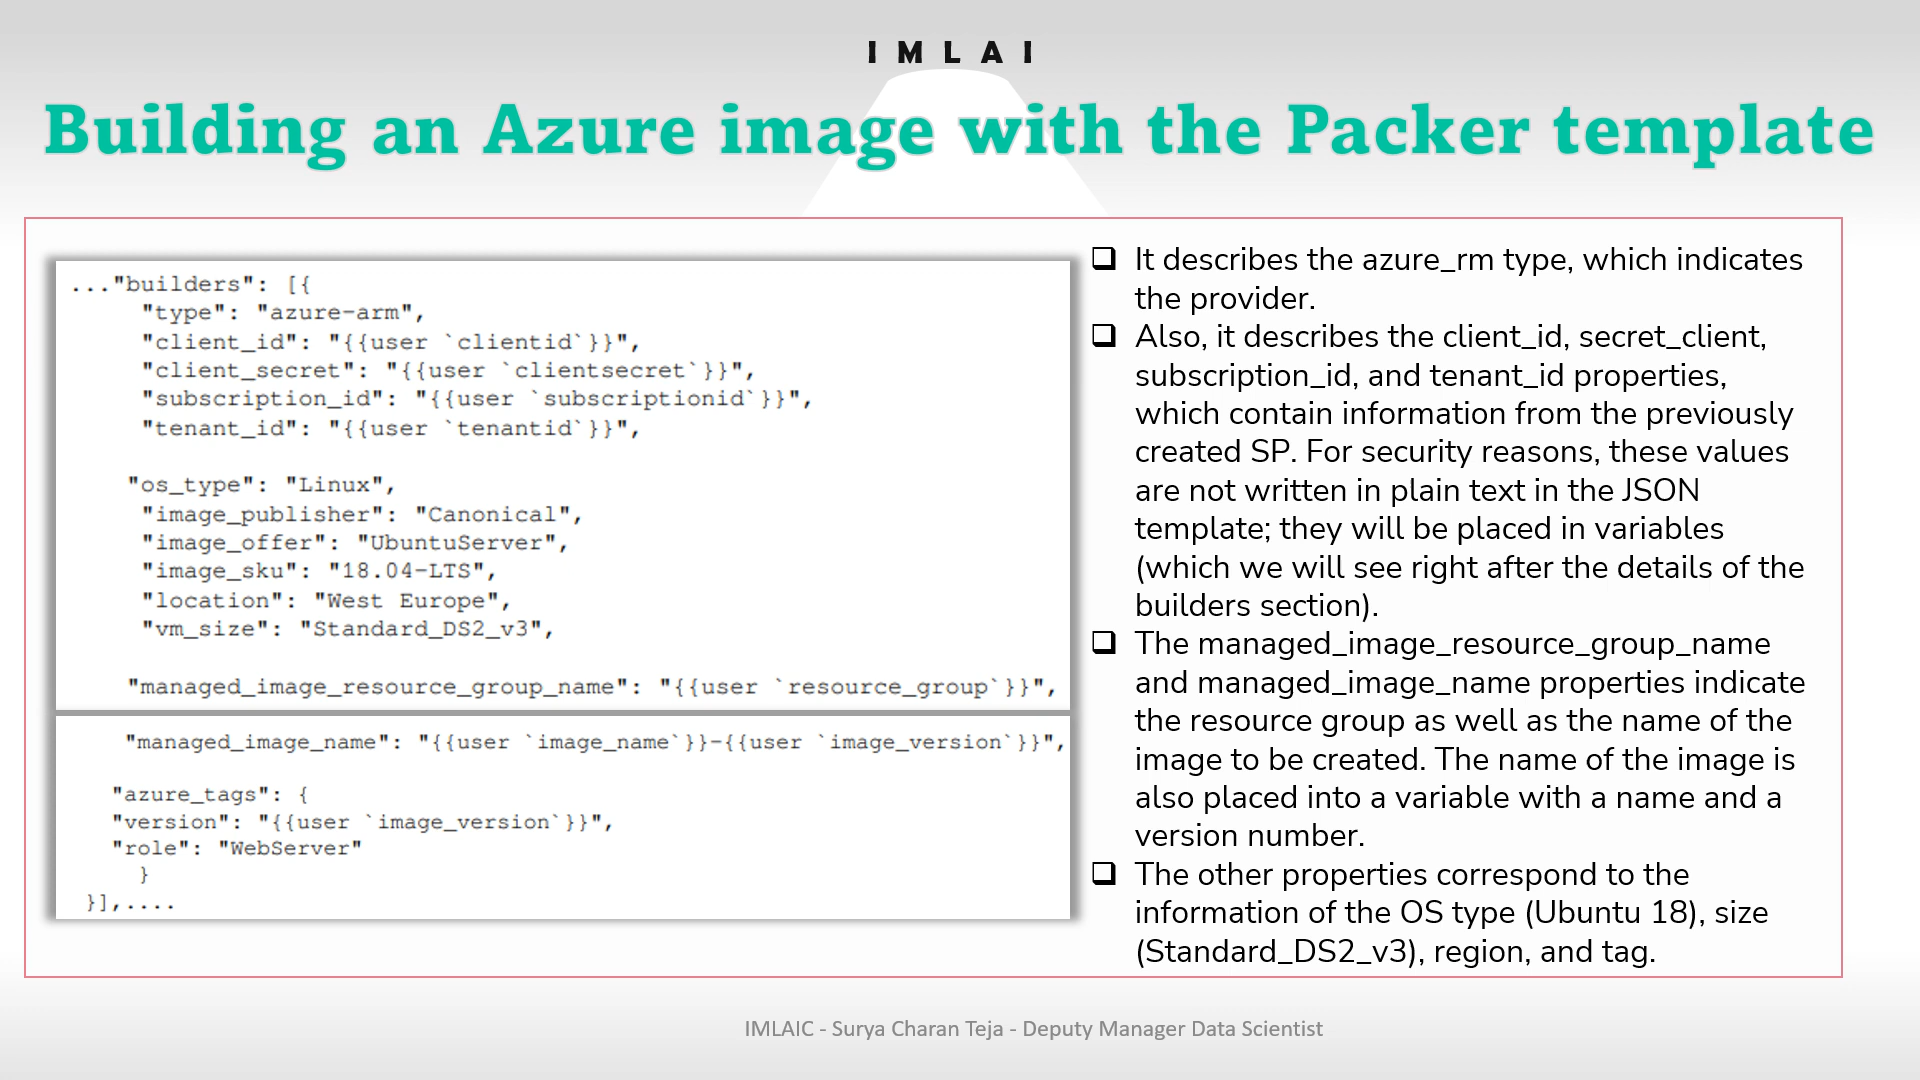 IMLAI
Building an Azure image with the Packer template
..."builders": [{
"type": "azure-arm",
"client_id": "{{user `clientid`}}",
"client_secret": "{{user `clientsecret`}}",
"subscription_id": "{{user `subscriptionid`}}",
"tenant_id": "{{user `tenantid`}}",
"os_type": "Linux",
"image_publisher": "Canonical",
"image_offer": "UbuntuServer",
"image_sku": "18.04-LTS",
"location": "West Europe",
"vm_size": "Standard_DS2_v3",
"managed_image_resource_group_name": "{{user `resource_group`}}",
"managed_image_name": "{{user `image_name`}}-{{user `image_version`}}",
"azure_tags": {
"version": "{{user `image_version`}}",
"role": "WebServer"
}
}],....
It describes the azure_rm type, which indicates
the provider.
Also, it describes the client_id, secret_client,
subscription_id, and tenant_id properties,
which contain information from the previously
created SP. For security reasons, these values
are not written in plain text in the JSON
template; they will be placed in variables
(which we will see right after the details of the
builders section).
The managed_image_resource_group_name
and managed_image_name properties indicate
the resource group as well as the name of the
image to be created. The name of the image is
also placed into a variable with a name and a
version number.
The other properties correspond to the
information of the OS type (Ubuntu 18), size
(Standard_DS2_v3), region, and tag.
IMLAIC - Surya Charan Teja - Deputy Manager Data Scientist